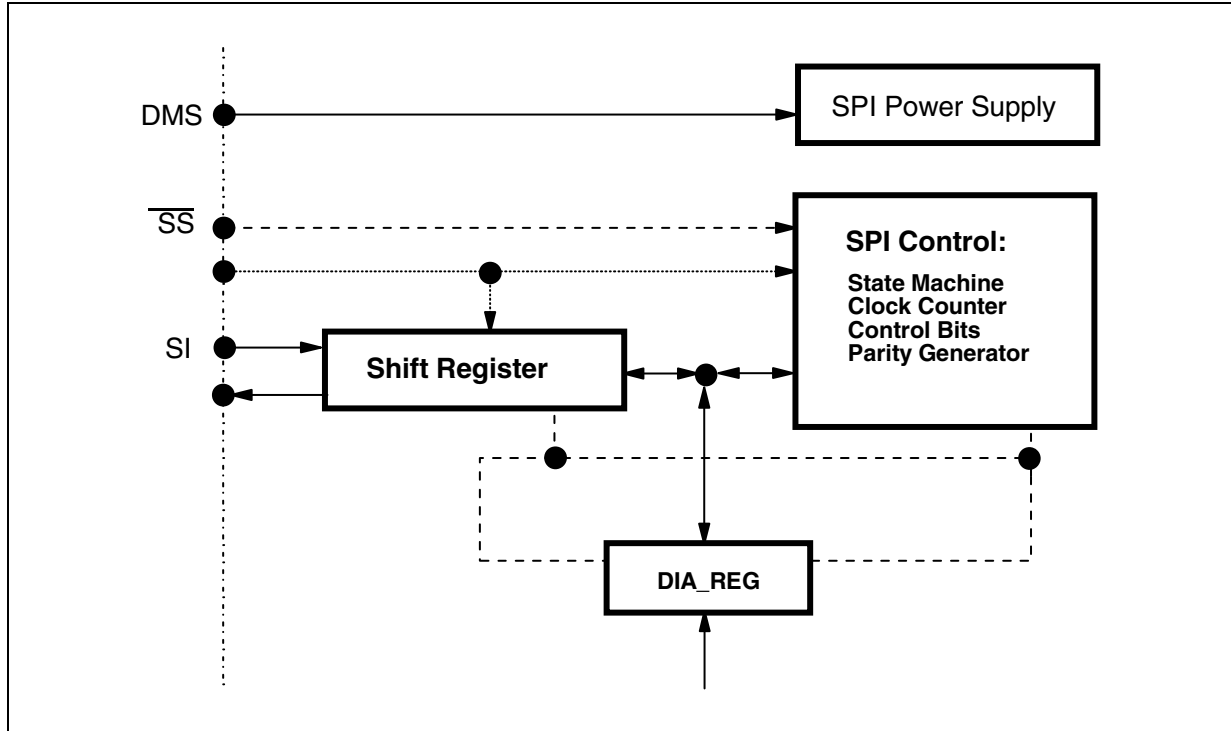 DMS
SPI Power Supply
SS
SPI Control:
State Machine
Clock Counter
Control Bits
Parity Generator
SI
Shift Register
DIA_REG